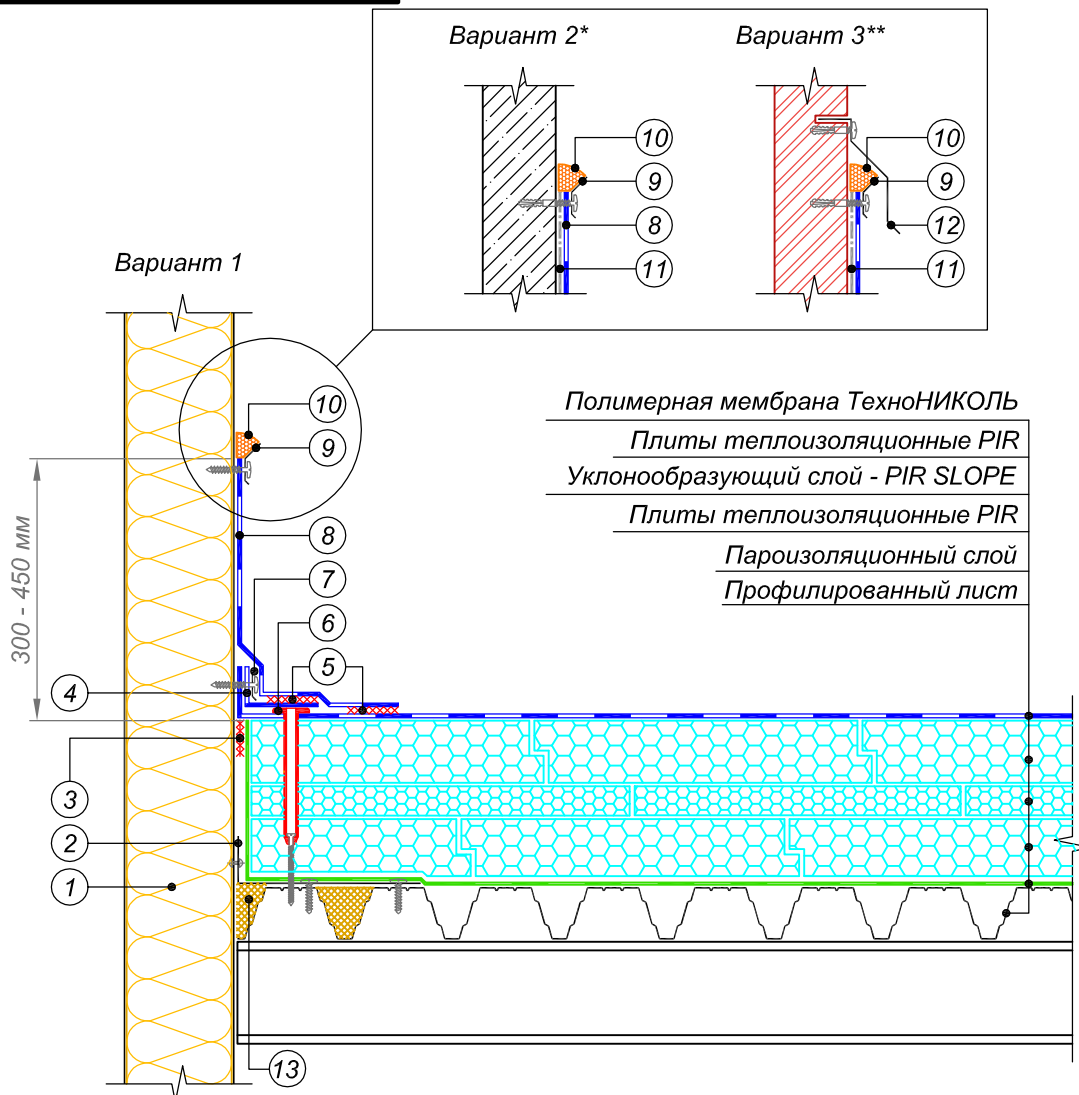 Вариант 2*
Вариант 3**
10
9
8
11
10
9
12
11
Вариант 1
10
9
8
7
6
5
4
3
2
1
13
300 - 450 мм
Полимерная мембрана ТехноНИКОЛЬ
Плиты теплоизоляционные PIR
Уклонообразующий слой - PIR SLOPE
Плиты теплоизоляционные PIR
Пароизоляционный слой
Профилированный лист